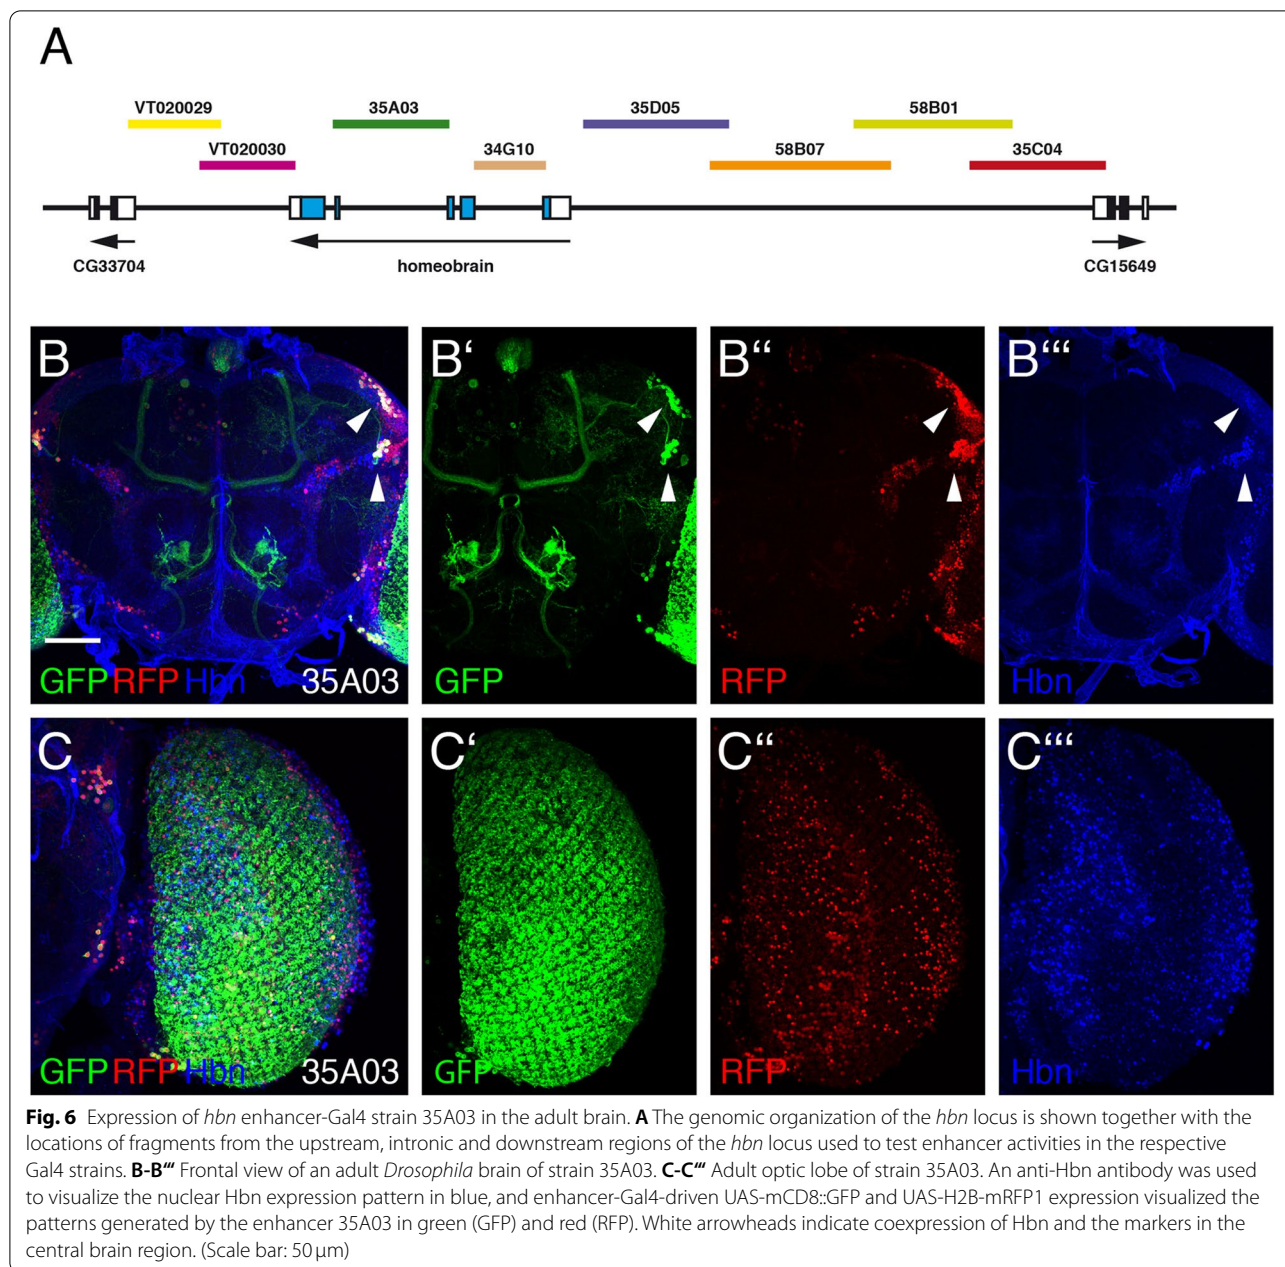 A
VT020029 35A03 35D05 58B01
VT020030 34G10 58B07 35C04
CG33704 homeobrain CG15649
B B‘ B“ B“‘
GFP RFP Hbn 35A03 GFP RFP Hbn
C C‘ C“ C“‘
GFP RFP Hbn 35A03 GFP RFP Hbn
Fig. 6 Expression of hbn enhancer-Gal4 strain 35A03 in the adult brain. A The genomic organization of the hbn locus is shown together with the
locations of fragments from the upstream, intronic and downstream regions of the hbn locus used to test enhancer activities in the respective
Gal4 strains. B-B“‘ Frontal view of an adult Drosophila brain of strain 35A03. C-C“‘ Adult optic lobe of strain 35A03. An anti-Hbn antibody was used
to visualize the nuclear Hbn expression pattern in blue, and enhancer-Gal4-driven UAS-mCD8::GFP and UAS-H2B-mRFP1 expression visualized the
patterns generated by the enhancer 35A03 in green (GFP) and red (RFP). White arrowheads indicate coexpression of Hbn and the markers in the
central brain region. (Scale bar: 50 μm)